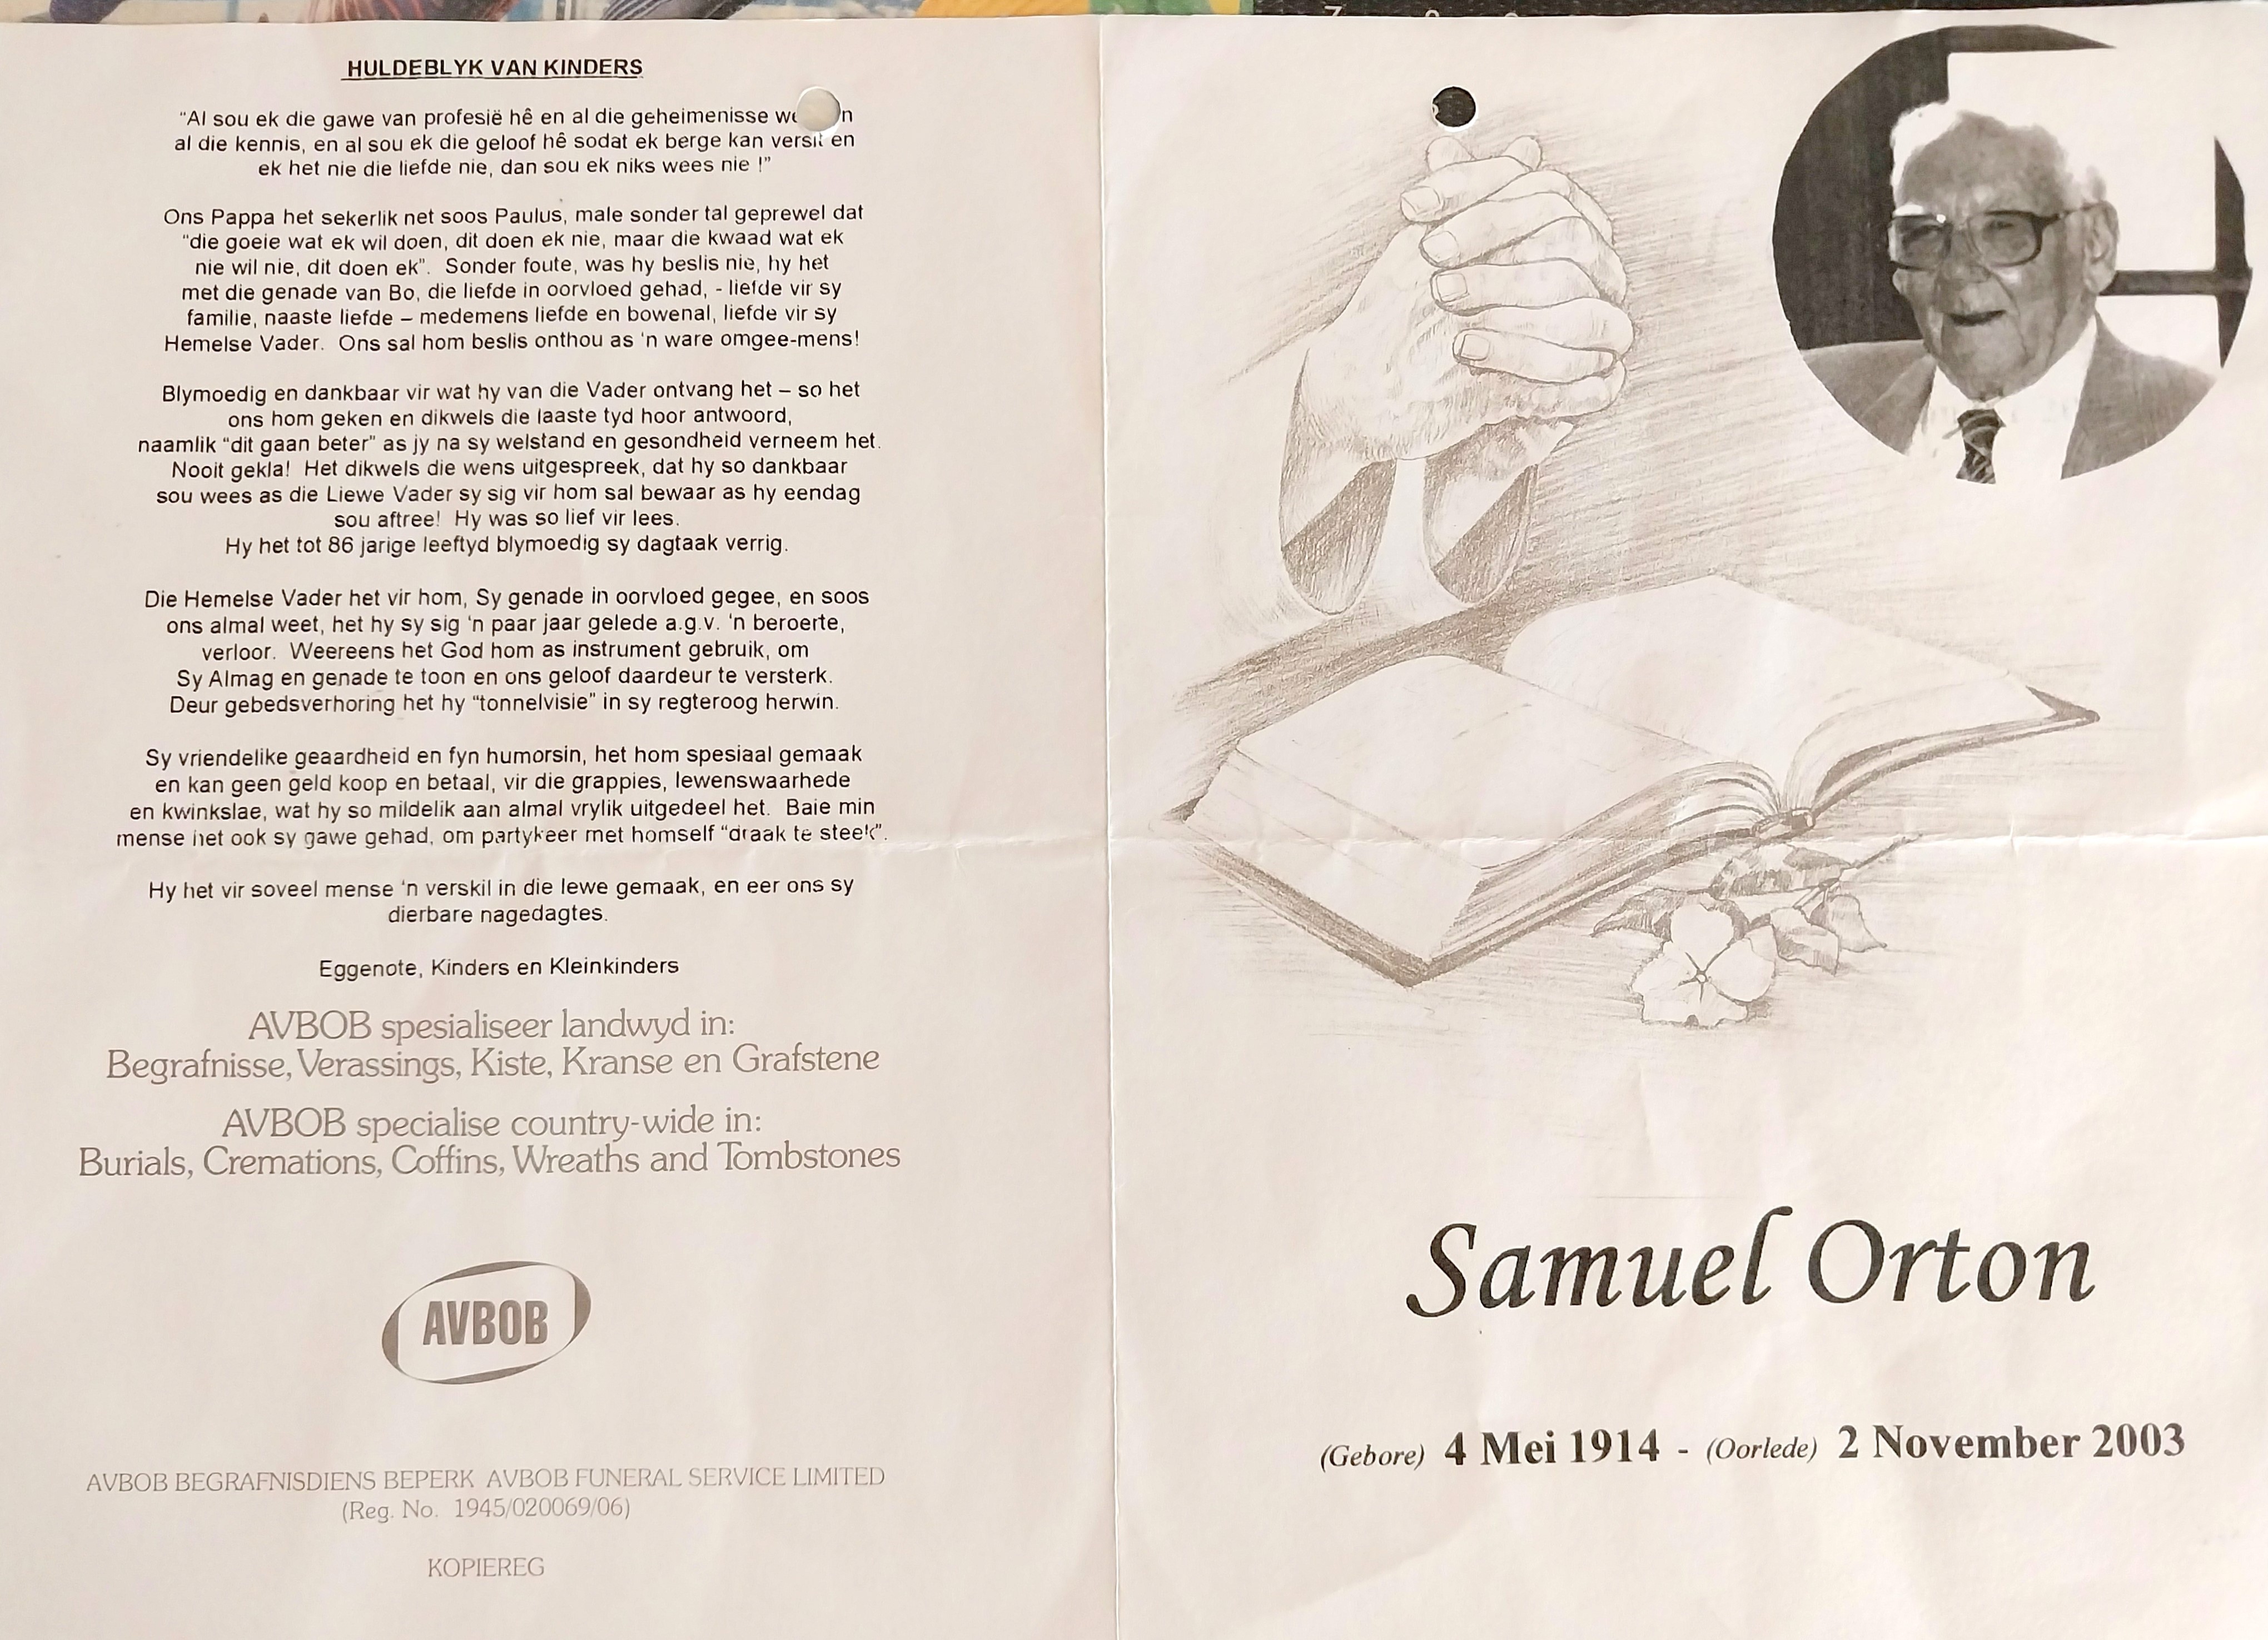 HULDEBLYK VAN KINDERS
“Al sou ek die gawe van profesië hê en al die geheimenisse
al die kennis, en al sou ek die geloof hê sodat ek berge kan versit en
ek het nie die liefde nie, dan sou ek niks wees nie !”
Ons Pappa het sekerlik net soos Paulus, male sonder tal geprewel dat
“die goeie wat ek wil doen, dit doen ek nie, maar die kwaad wat ek
nie wil nie, dit doen ek”.  Sonder foute, was hy beslis nie, hy het
met die genade van Bo, die liefde in oorvloed gehad, - liefde vir sy
familie, naaste liefde – medemens liefde en bowenal, liefde vir sy
Hemelse Vader.  Ons sal hom beslis onthou as ‘n ware omgee-mens!
Blymoedig en dankbaar vir wat hy van die Vader ontvang het – so het
ons hom geken en dikwels die laaste tyd hoor antwoord,
naamlik “dit gaan beter” as jy na sy welstand en gesondheid verneem het.
Nooit gekla!  Het dikwels die wens uitgespreek, dat hy so dankbaar
sou wees as die Liewe Vader sy sig vir hom sal bewaar as hy eendag
sou aftree!  Hy was so lief vir lees.
Hy het tot 86 jarige leeftyd blymoedig sy dagtaak verrig.
Die Hemelse Vader het vir hom, Sy genade in oorvloed gegee, en soos
ons almal weet, het hy sy sig ‘n paar jaar gelede a.g.v. ‘n beroerte,
verloor.  Weereens het God hom as instrument gebruik, om
Sy Almag en genade te toon en ons geloof daardeur te versterk.
Deur gebedsverhoring het hy “tonnelvisie” in sy regteroog herwin.
Sy vriendelike geaardheid en fyn humorsin, het hom spesiaal gemaak
en kan geen geld koop en betaal, vir die grappies, lewenswaarhede
en kwinkslae, wat hy so mildelik aan almal vrylik uitgedeel het.  Baie min
mense het ook sy gawe gehad, om partykeer met homself “draak te steek”.
Hy het vir soveel mense ‘n verskil in die lewe gemaak, en eer ons sy
dierbare nagedagtes.
Eggenote, Kinders en Kleinkinders
AVBOB spesialiseer landwyd in:
Begrafnisse, Verassings, Kiste, Kranse en Grafstene
AVBOB specialise country-wide in:
Burials, Cremations, Coffins, Wreaths and Tombstones
AVBOB
AVBOB BEGRAFNISDIENS BEPERK  AVBOB FUNERAL SERVICE LIMITED
(Reg. No.  1945/020069/06)
KOPIEREG
Samuel Orton
(Gebore) 4 Mei 1914 - (Oorlede) 2 November 2003